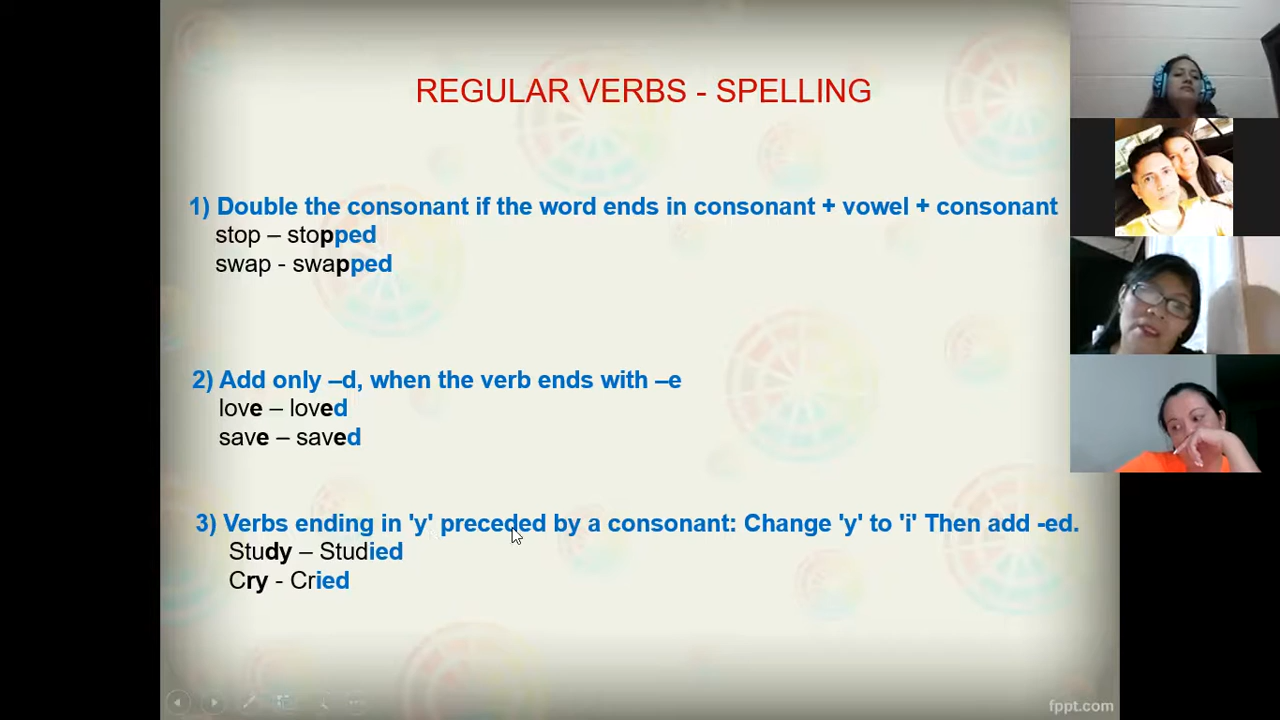 REGULAR VERBS - SPELLING
1) Double the consonant if the word ends in consonant + vowel + consonant
stop – stopped
swap - swapped
2) Add only –d, when the verb ends with –e
love – loved
save – saved
3) Verbs ending in 'y' preceded by a consonant: Change 'y' to 'i' Then add -ed.
Study – Studied
Cry - Cried
fppt.com